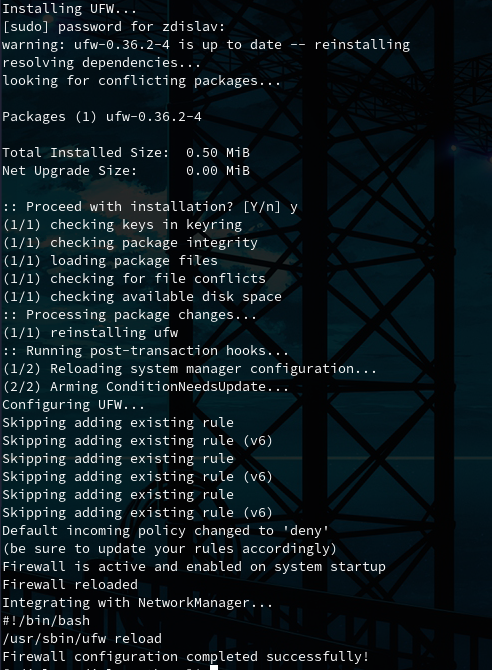 Installing UFW...
[sudo] password for zdislav:
warning: ufw-0.36.2-4 is up to date -- reinstalling
resolving dependencies...
looking for conflicting packages...
Packages (1) ufw-0.36.2-4
Total Installed Size:  0.50 MiB
Net Upgrade Size:      0.00 MiB
:: Proceed with installation? [Y/n] y
(1/1) checking keys in keyring
(1/1) checking package integrity
(1/1) loading package files
(1/1) checking for file conflicts
(1/1) checking available disk space
:: Processing package changes...
(1/1) reinstalling ufw
:: Running post-transaction hooks...
(1/2) Reloading system manager configuration...
(2/2) Arming ConditionNeedsUpdate...
Configuring UFW...
Skipping adding existing rule
Skipping adding existing rule (v6)
Skipping adding existing rule
Skipping adding existing rule (v6)
Skipping adding existing rule
Skipping adding existing rule (v6)
Default incoming policy changed to 'deny'
(be sure to update your rules accordingly)
Firewall is active and enabled on system startup
Firewall reloaded
Integrating with NetworkManager...
#!/bin/bash
/usr/sbin/ufw reload
Firewall configuration completed successfully!